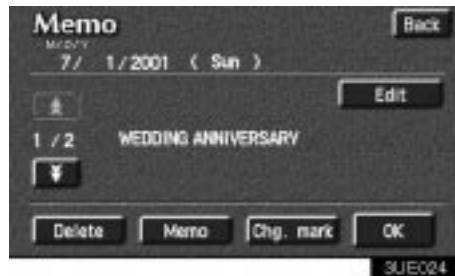 Memo
Back
M/D/Y
7/ 1/2001 ( Sun )
Edit
1 / 2 WEDDING ANNIVERSARY
Delete Memo Chg. mark OK
3UE024